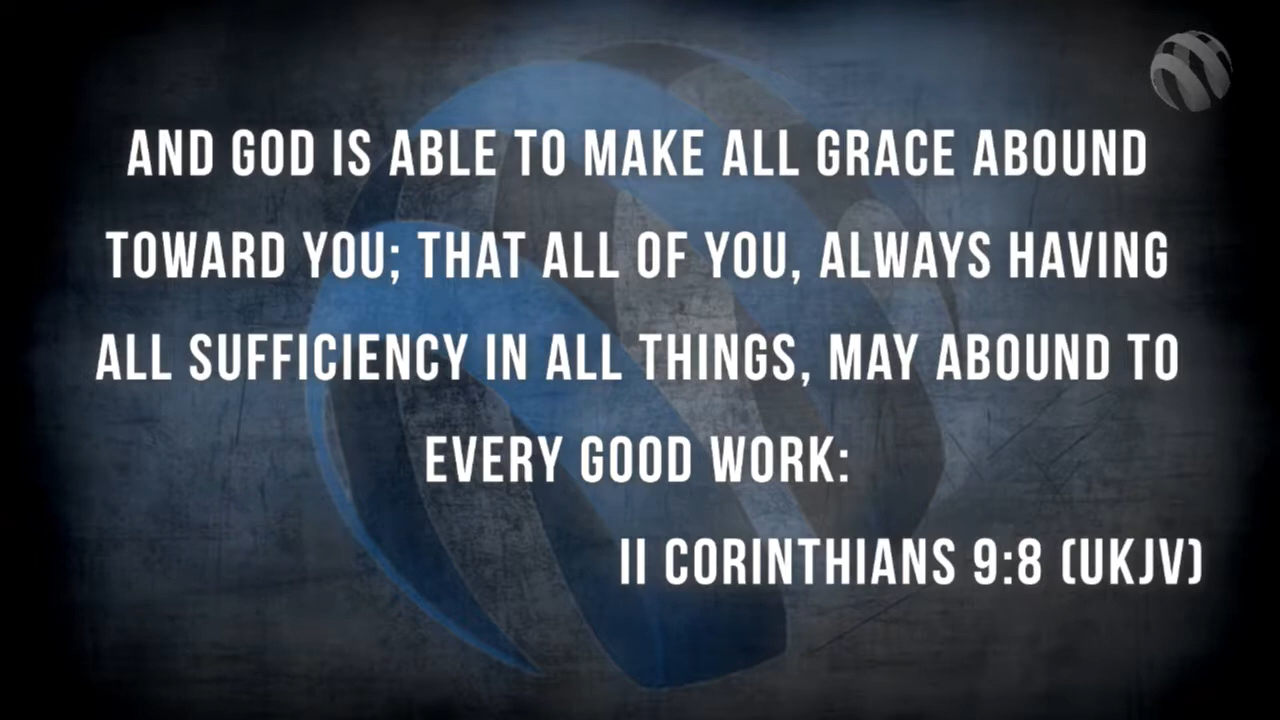 AND GOD IS ABLE TO MAKE ALL GRACE ABOUND
TOWARD YOU; THAT ALL OF YOU, ALWAYS HAVING
ALL SUFFICIENCY IN ALL THINGS, MAY ABOUND TO
EVERY GOOD WORK:
II CORINTHIANS 9:8 (UKJV)